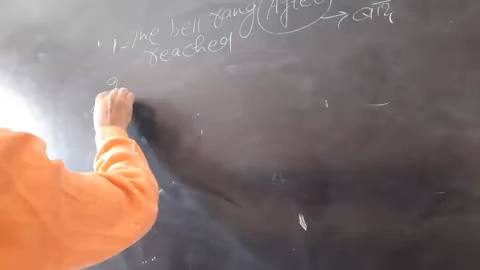 1- The bell rang (After) → बाद
reached